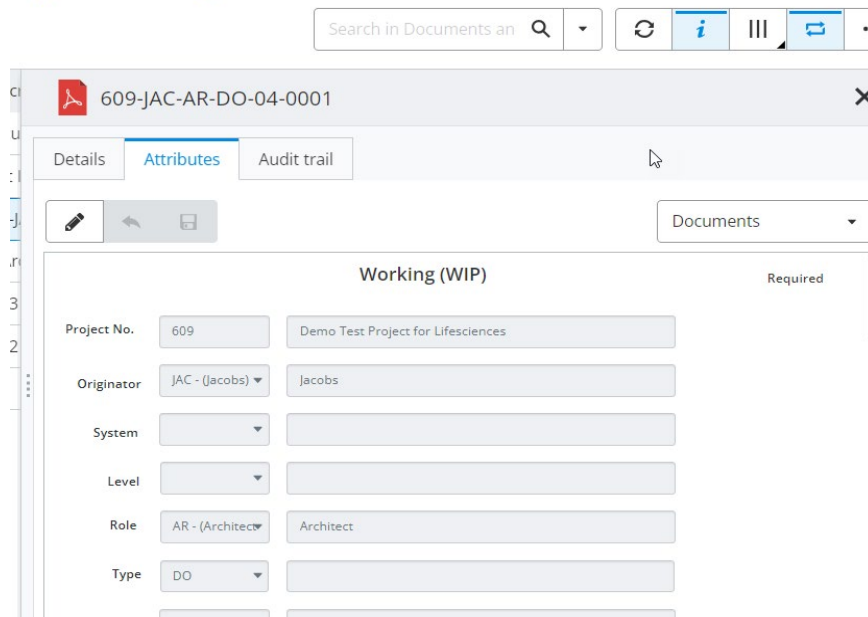 Search in Documents an
609-JAC-AR-DO-04-0001
Details Attributes Audit trail
Documents
Working (WIP)
Required
Project No. 609 Demo Test Project for Lifesciences
Originator JAC - (Jacobs) Jacobs
System
Level
Role AR - (Architect Architect
Type DO